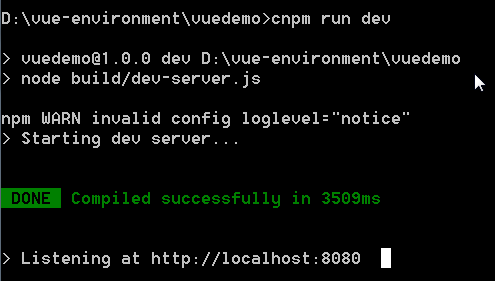 D:\vue-environment\vuedemo>cnpm run dev
> vuedemo@1.0.0 dev D:\vue-environment\vuedemo
> node build/dev-server.js
npm WARN invalid config loglevel="notice"
> Starting dev server...
DONE Compiled successfully in 3509ms
> Listening at http://localhost:8080